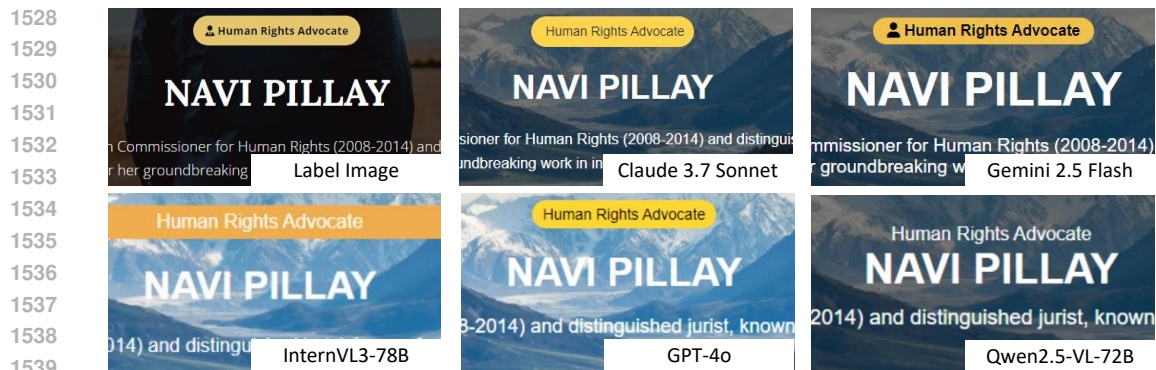 1528
1529
1530
1531
1532
1533
1534
1535
1536
1537
1538
1539
Human Rights Advocate
NAVI PILLAY
Commissioner for Human Rights (2008-2014) and
her groundbreaking
Label Image
Human Rights Advocate
NAVI PILLAY
sioner for Human Rights (2008-2014) and distinguis
undbreaking work in in
Claude 3.7 Sonnet
Human Rights Advocate
NAVI PILLAY
mmissioner for Human Rights (2008-2014)
r groundbreaking w
Gemini 2.5 Flash
Human Rights Advocate
NAVI PILLAY
014) and distingu
InternVL3-78B
Human Rights Advocate
NAVI PILLAY
8-2014) and distinguished jurist, known
GPT-4o
Human Rights Advocate
NAVI PILLAY
2014) and distinguished jurist, known
Qwen2.5-VL-72B